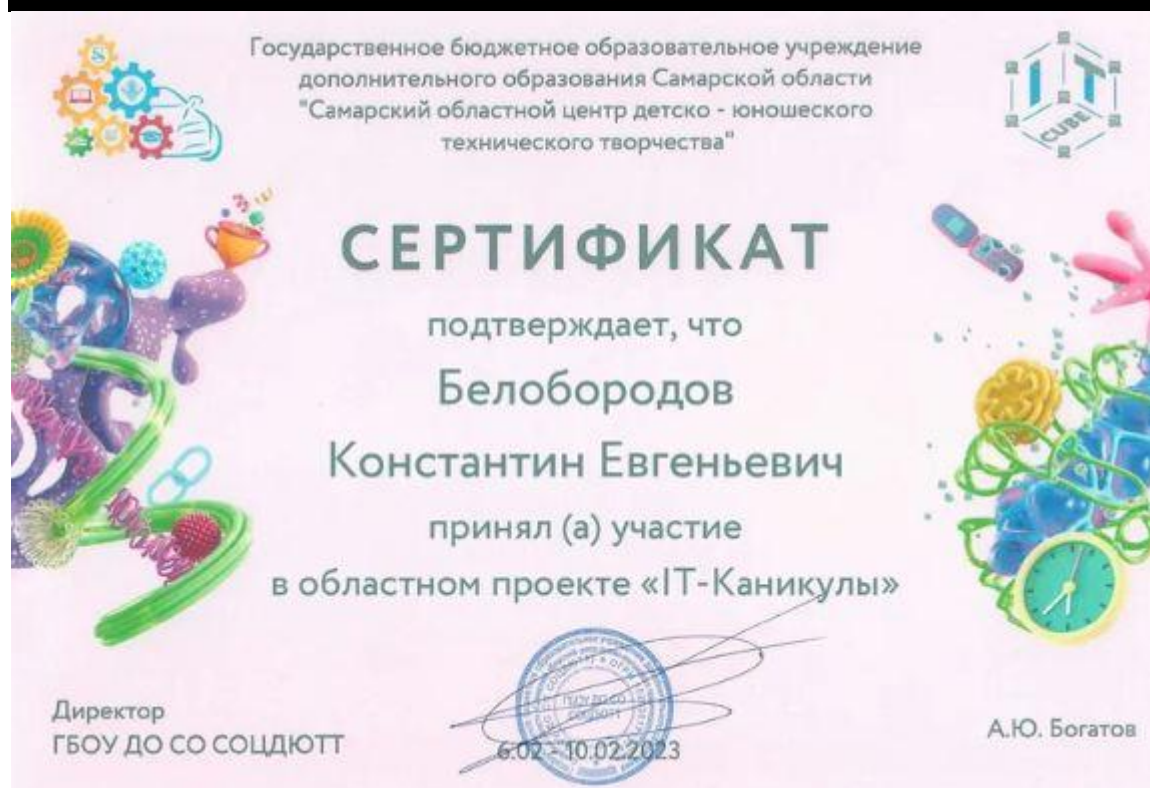 Государственное бюджетное образовательное учреждение
дополнительного образования Самарской области
"Самарский областной центр детско - юношеского
технического творчества"
IT
CUBE
СЕРТИФИКАТ
подтверждает, что
Белобородов
Константин Евгеньевич
принял (а) участие
в областном проекте «IT-Каникулы»
Директор
ГБОУ ДО СО СОЦДЮТТ
6.02 - 10.02.2023
А.Ю. Богатов